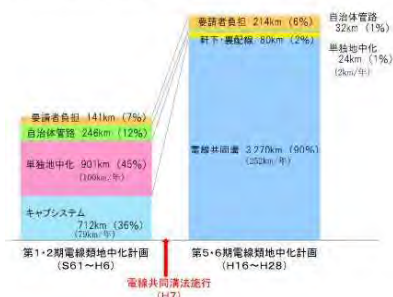 要請者負担 214km (6%)
軒下・裏配線 80km (2%)
自治体管路
32km (1%)
単独地中化
24km (1%)
(2km/年)
電線共同溝 3,270km (90%)
(252km/年)
要請者負担 141km (7%)
自治体管路 246km (12%)
単独地中化 901km (45%)
(100km/年)
キャブシステム
712km (36%)
(79km/年)
第1・2期電線類地中化計画
(S61～H6)
第5・6期電線類地中化計画
(H16～H28)
電線共同溝法施行
(H7)